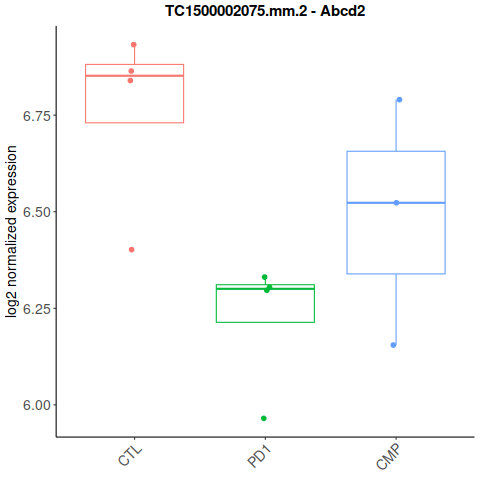 TC1500002075.mm.2 - Abcd2
log2 normalized expression
6.75
6.50
6.25
6.00
CTL
PD1
CMP